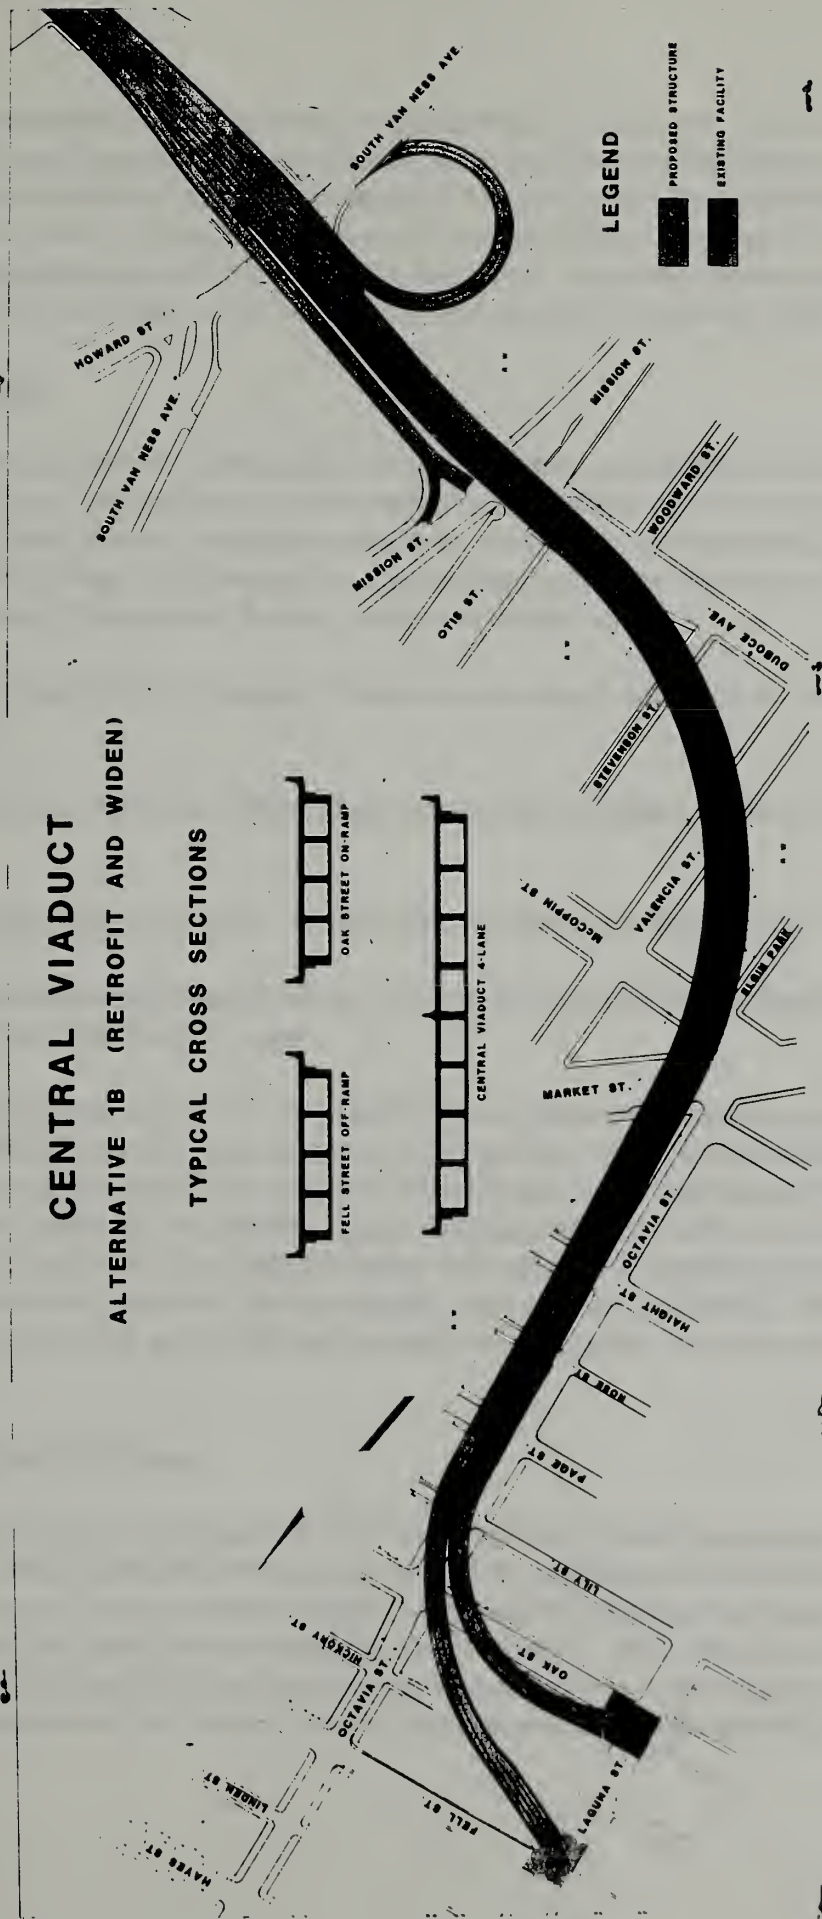 CENTRAL VIADUCT
ALTERNATIVE 1B (RETROFIT AND WIDEN)
TYPICAL CROSS SECTIONS
FELL STREET OFF-RAMP
OAK STREET ON-RAMP
CENTRAL VIADUCT 4-LANE
HAYES ST.
LINDEN ST
FELL ST.
LAGUNA ST.
OCTAVIA ST.
HICKORY ST.
OAK ST.
LILY ST.
PAGE ST.
ROSE ST
HAIGHT ST.
OCTAVIA ST.
MARKET ST.
ELGIN PARK
McCOPPIN ST
VALENCIA ST.
STEVENSON ST.
DUBOCE AVE.
WOODWARD ST.
OTIS ST.
MISSION ST.
MISSION ST.
SOUTH VAN NESS AVE.
HOWARD ST
SOUTH VAN NESS AVE.
LEGEND
PROPOSED STRUCTURE
EXISTING FACILITY